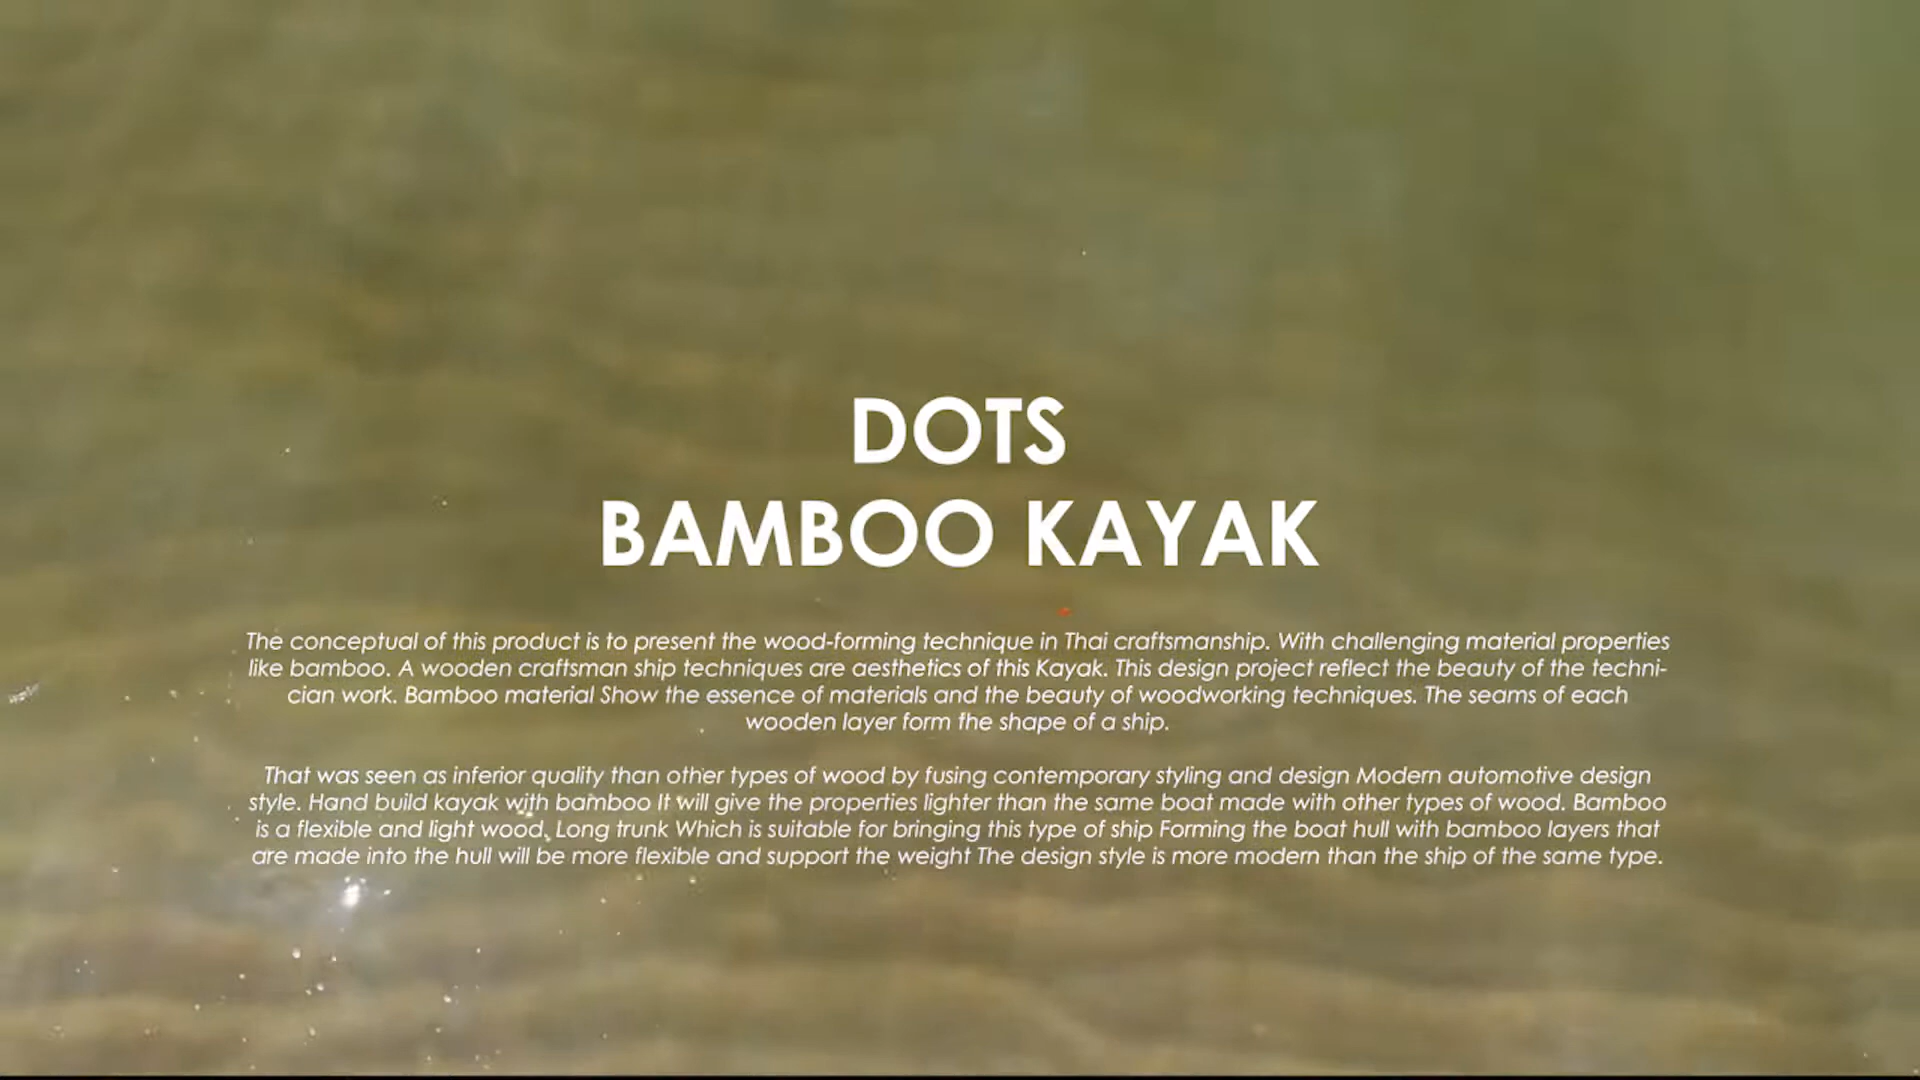 DOTS
BAMBOO KAYAK
The conceptual of this product is to present the wood-forming technique in Thai craftsmanship. With challenging material properties
like bamboo. A wooden craftsman ship techniques are aesthetics of this Kayak. This design project reflect the beauty of the techni-
cian work. Bamboo material Show the essence of materials and the beauty of woodworking techniques. The seams of each
wooden layer form the shape of a ship.
That was seen as inferior quality than other types of wood by fusing contemporary styling and design Modern automotive design
style. Hand build kayak with bamboo It will give the properties lighter than the same boat made with other types of wood. Bamboo
is a flexible and light wood. Long trunk Which is suitable for bringing this type of ship Forming the boat hull with bamboo layers that
are made into the hull will be more flexible and support the weight The design style is more modern than the ship of the same type.